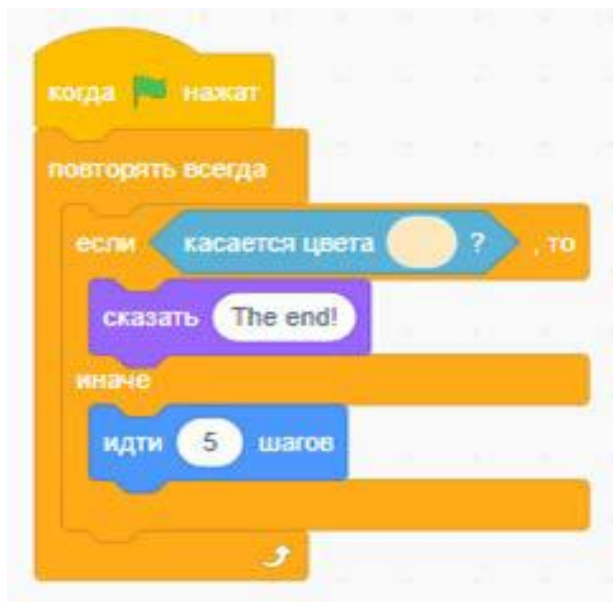 когда нажат
повторять всегда
если касается цвета ? , то
сказать The end!
иначе
идти 5 шагов